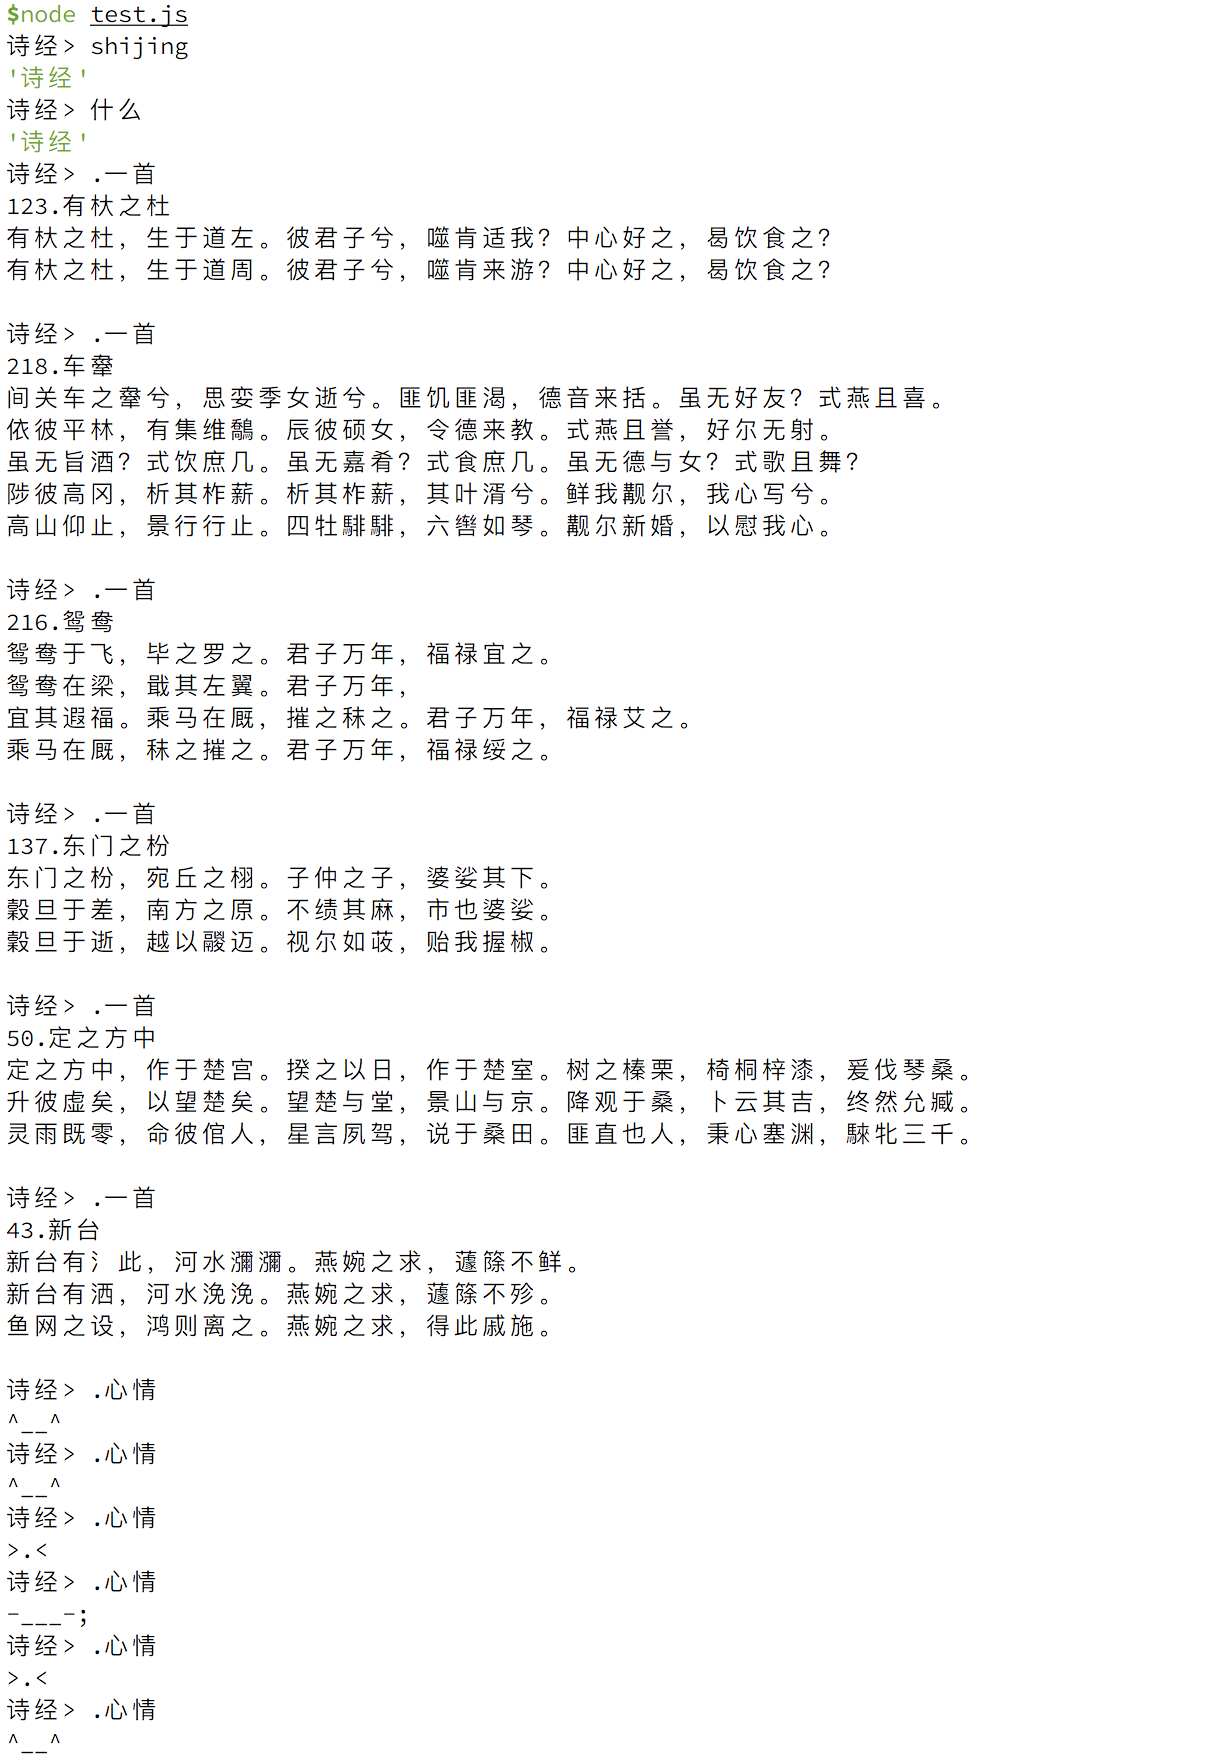 $node test.js
诗经> shijing
'诗经'
诗经> 什么
'诗经'
诗经> .一首
123.有杕之杜
有杕之杜，生于道左。彼君子兮，噬肯适我？中心好之，曷饮食之？
有杕之杜，生于道周。彼君子兮，噬肯来游？中心好之，曷饮食之？

诗经> .一首
218.车舝
间关车之舝兮，思娈季女逝兮。匪饥匪渴，德音来括。虽无好友？式燕且喜。
依彼平林，有集维鷮。辰彼硕女，令德来教。式燕且誉，好尔无射。
虽无旨酒？式饮庶几。虽无嘉肴？式食庶几。虽无德与女？式歌且舞？
陟彼高冈，析其柞薪。析其柞薪，其叶湑兮。鲜我觏尔，我心写兮。
高山仰止，景行行止。四牡騑騑，六辔如琴。觏尔新婚，以慰我心。

诗经> .一首
216.鸳鸯
鸳鸯于飞，毕之罗之。君子万年，福禄宜之。
鸳鸯在梁，戢其左翼。君子万年，
宜其遐福。乘马在厩，摧之秣之。君子万年，福禄艾之。
乘马在厩，秣之摧之。君子万年，福禄绥之。

诗经> .一首
137.东门之枌
东门之枌，宛丘之栩。子仲之子，婆娑其下。
榖旦于差，南方之原。不绩其麻，市也婆娑。
榖旦于逝，越以鬷迈。视尔如荍，贻我握椒。

诗经> .一首
50.定之方中
定之方中，作于楚宫。揆之以日，作于楚室。树之榛栗，椅桐梓漆，爰伐琴桑。
升彼虚矣，以望楚矣。望楚与堂，景山与京。降观于桑，卜云其吉，终然允臧。
灵雨既零，命彼倌人，星言夙驾，说于桑田。匪直也人，秉心塞渊，騋牝三千。

诗经> .一首
43.新台
新台有氵此，河水瀰瀰。燕婉之求，蘧篨不鲜。
新台有洒，河水浼浼。燕婉之求，蘧篨不殄。
鱼网之设，鸿则离之。燕婉之求，得此戚施。

诗经> .心情
^__^
诗经> .心情
^__^
诗经> .心情
>.<
诗经> .心情
-___-;
诗经> .心情
>.<
诗经> .心情
^__^